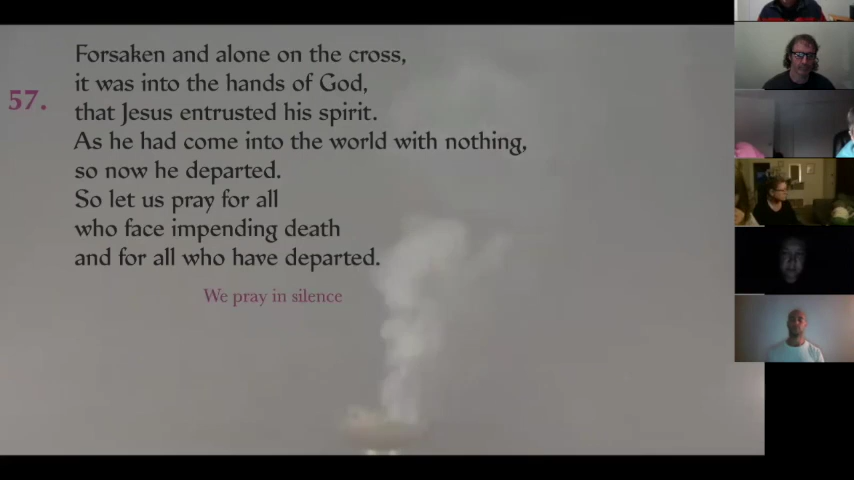 Forsaken and alone on the cross,
it was into the hands of God,
57.
that Jesus entrusted his spirit.
As he had come into the world with nothing,
so now he departed.
So let us pray for all
who face impending death
and for all who have departed.
We pray in silence